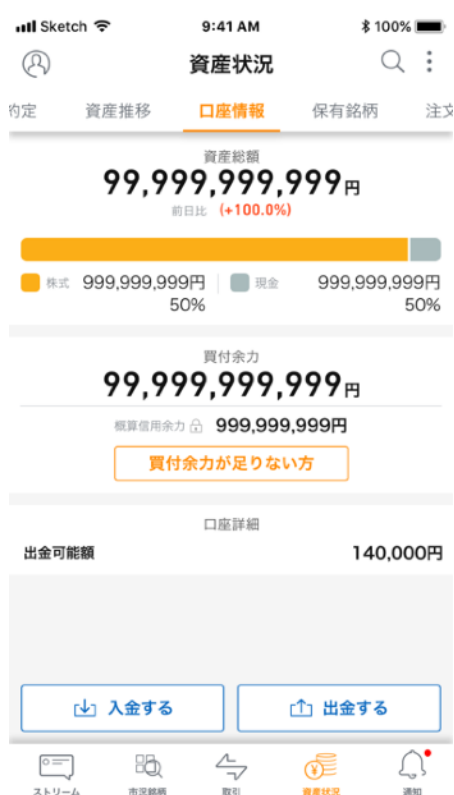 Sketch 9:41 AM 100%
資産状況
約定 資産推移 口座情報 保有銘柄 注文
資産総額
99,999,999,999円
前日比 (+100.0%)
株式 999,999,999円 現金 999,999,999円
50% 50%
買付余力
99,999,999,999円
概算信用余力 999,999,999円
買付余力が足りない方
口座詳細
出金可能額 140,000円
入金する 出金する
ストリーム 市況銘柄 取引 資産状況 通知